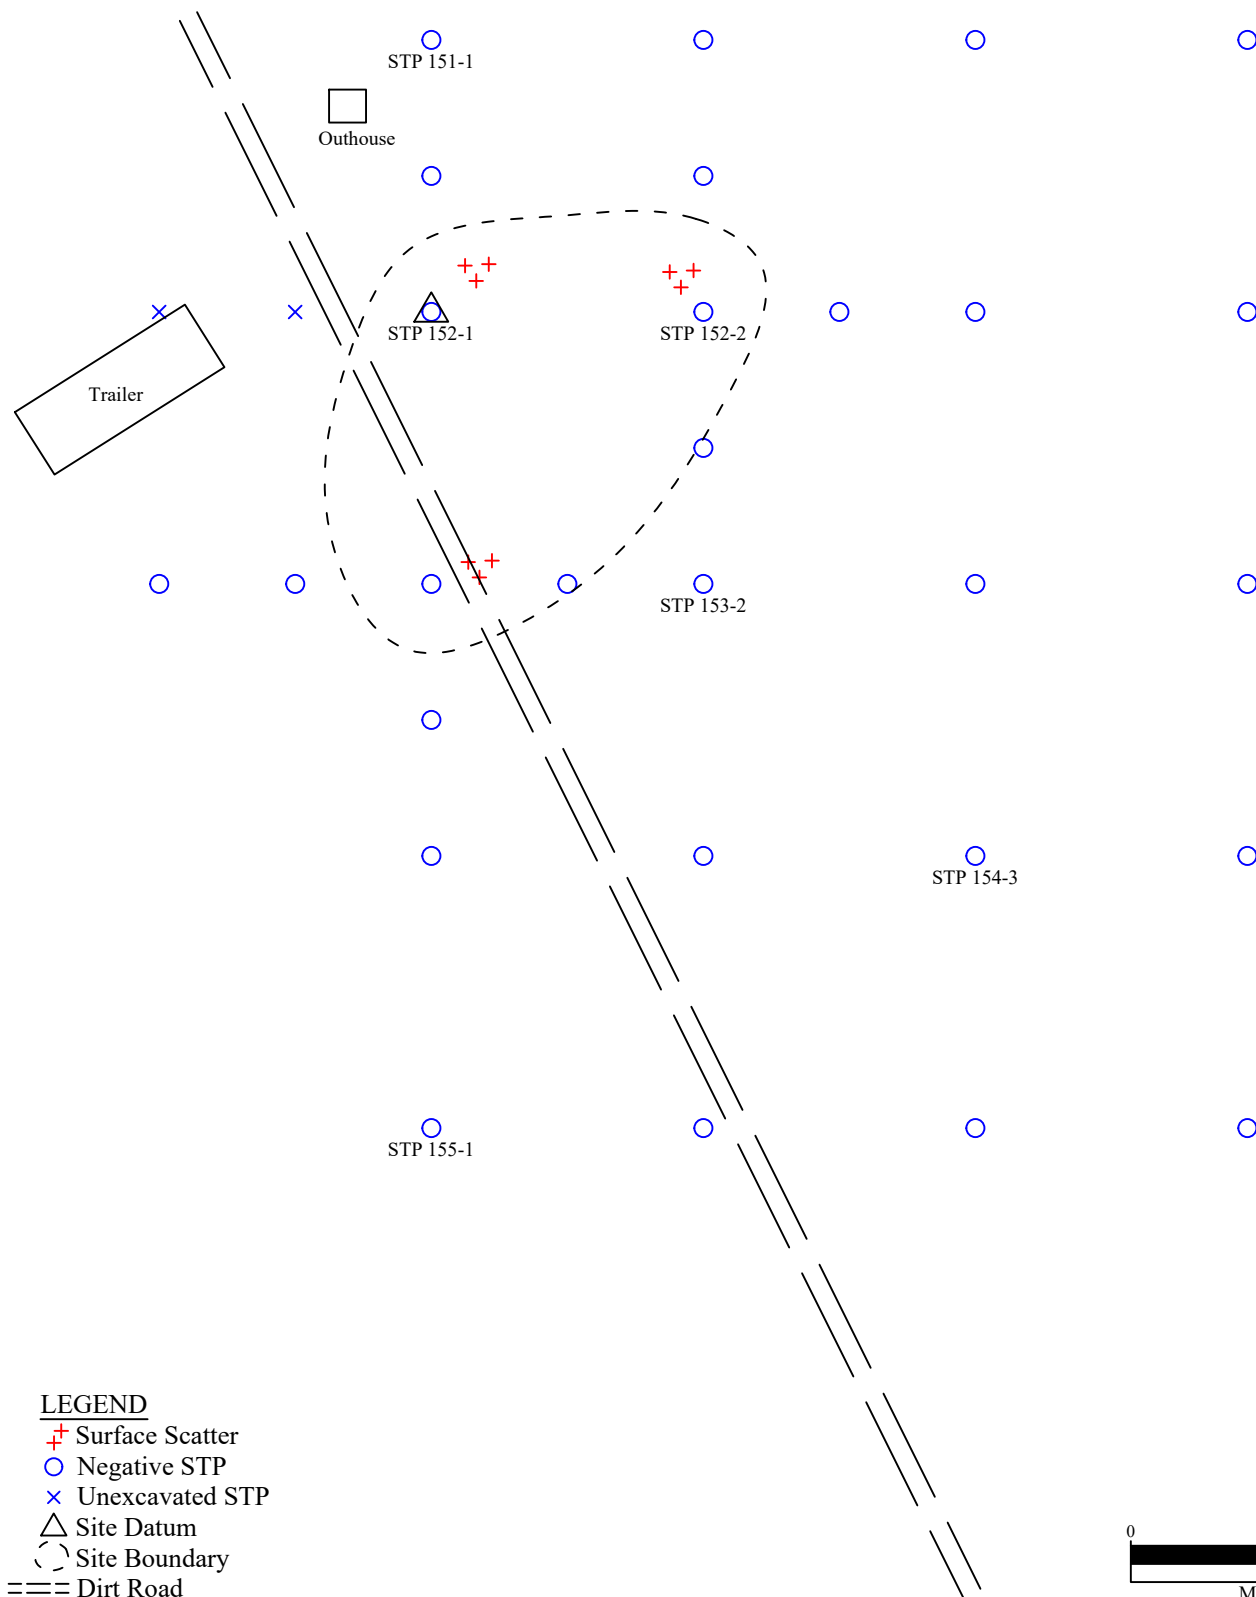 STP 151-1
Outhouse
STP 152-1
STP 152-2
Trailer
STP 153-2
STP 154-3
STP 155-1
LEGEND
Surface Scatter
Negative STP
Unexcavated STP
Site Datum
Site Boundary
Dirt Road
0
M